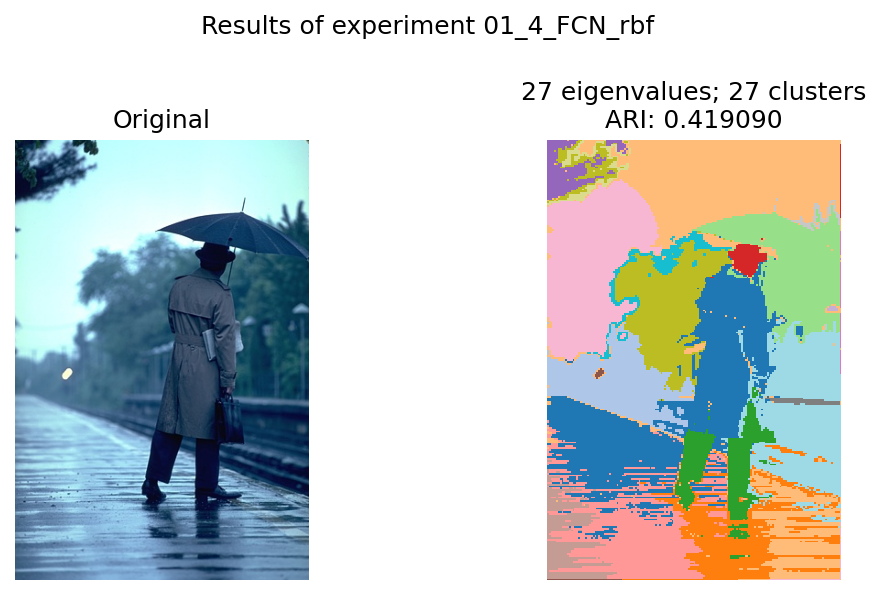 Results of experiment 01_4_FCN_rbf
Original
27 eigenvalues; 27 clusters
ARI: 0.419090